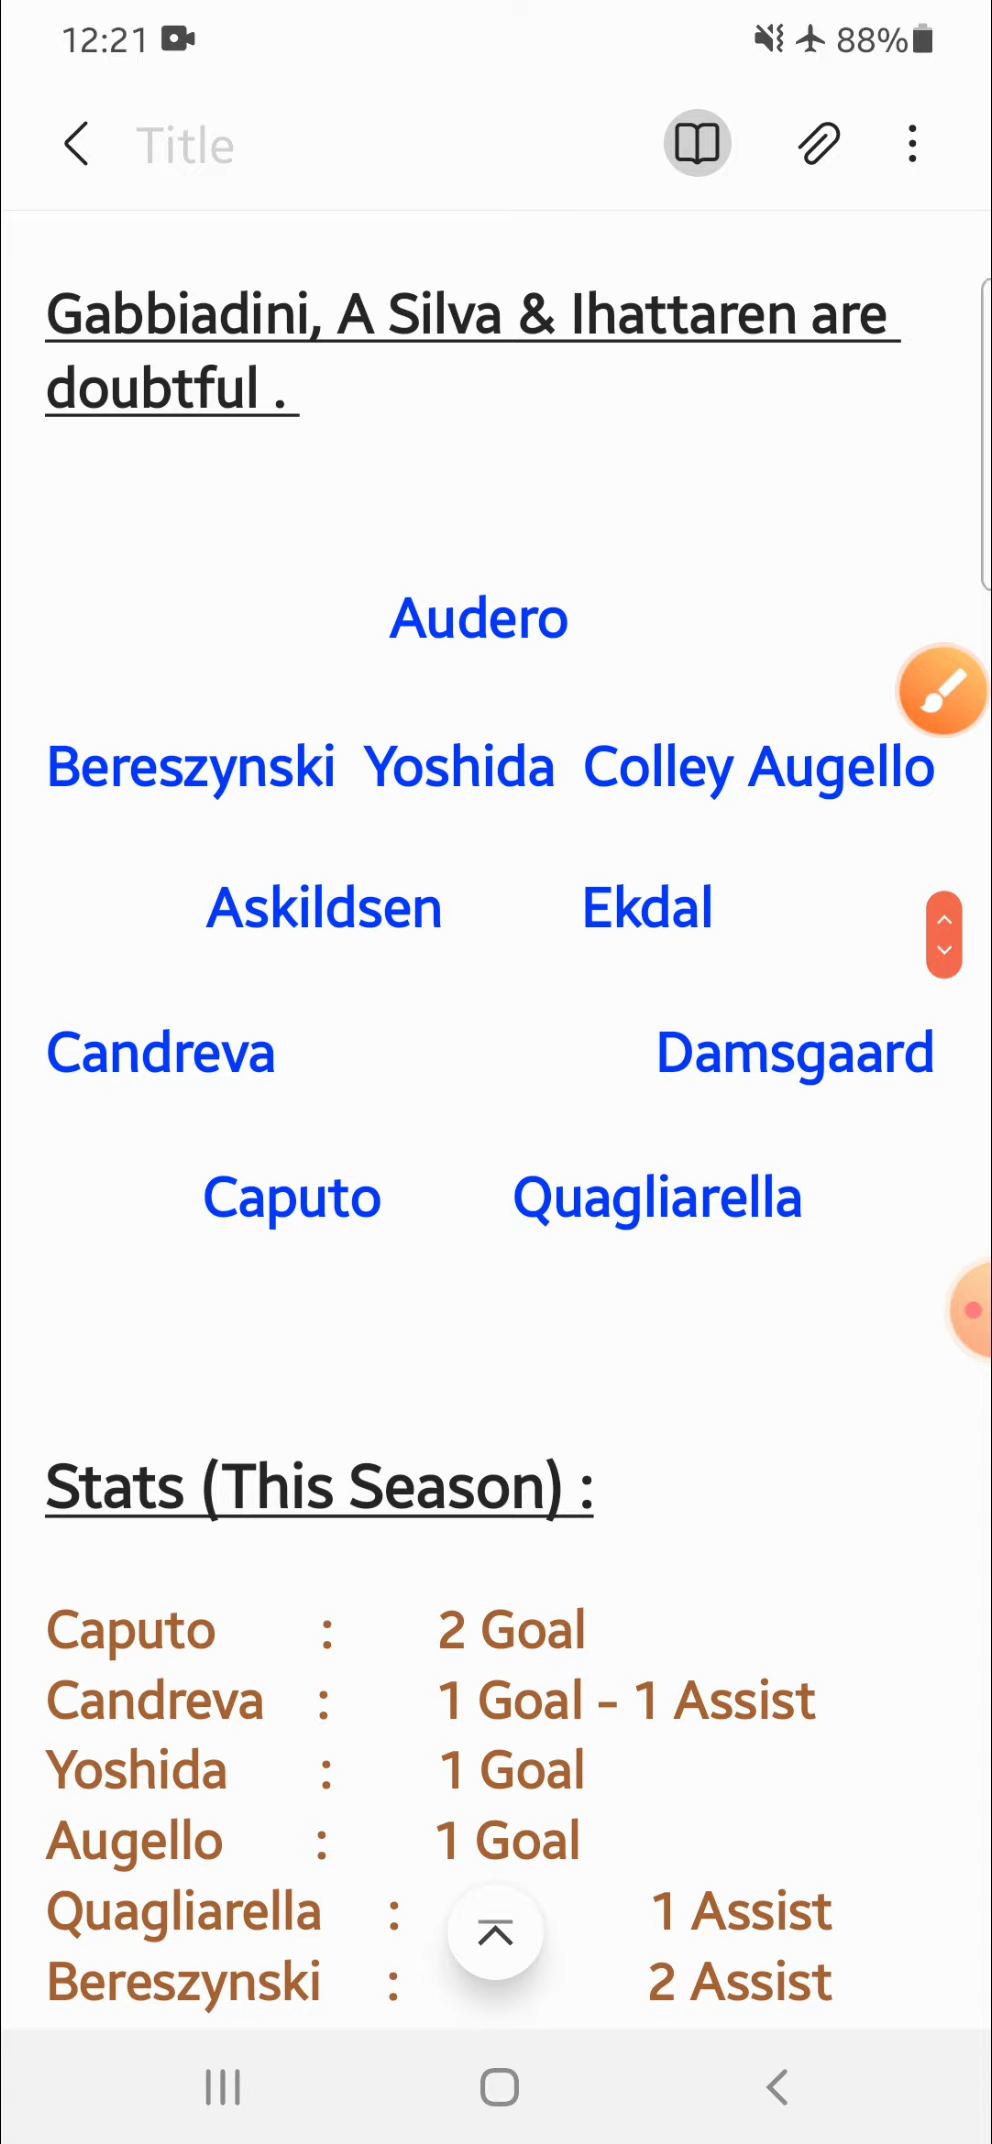 12:21 88%
Title
Gabbiadini, A Silva & Ihattaren are
doubtful .
Audero
Bereszynski Yoshida Colley Augello
Askildsen Ekdal
Candreva Damsgaard
Caputo Quagliarella
Stats (This Season) :
Caputo : 2 Goal
Candreva : 1 Goal - 1 Assist
Yoshida : 1 Goal
Augello : 1 Goal
Quagliarella : 1 Assist
Bereszynski : 2 Assist